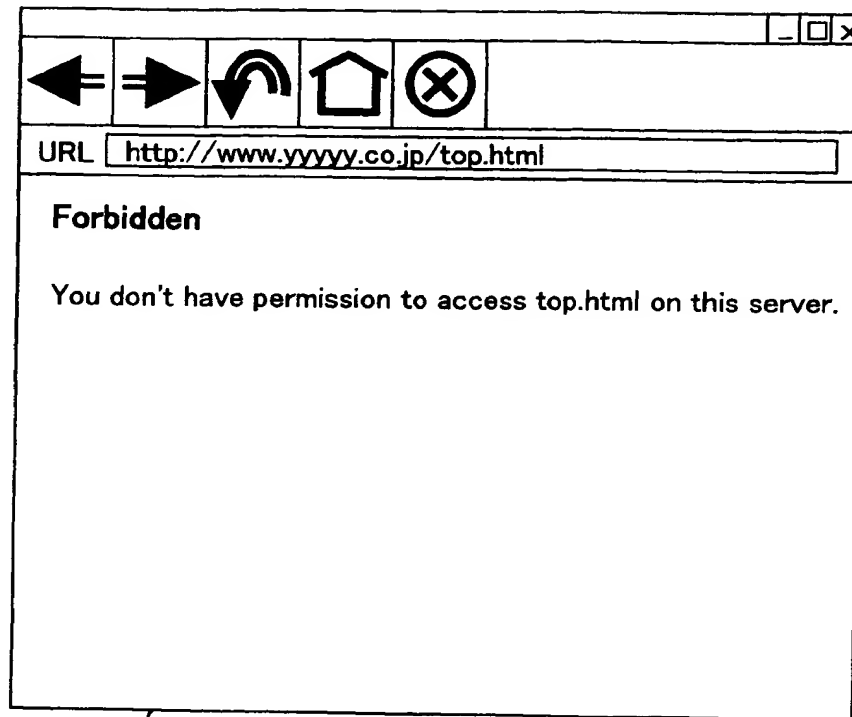 URL http://www.yyyyy.co.jp/top.html
Forbidden
You don't have permission to access top.html on this server.